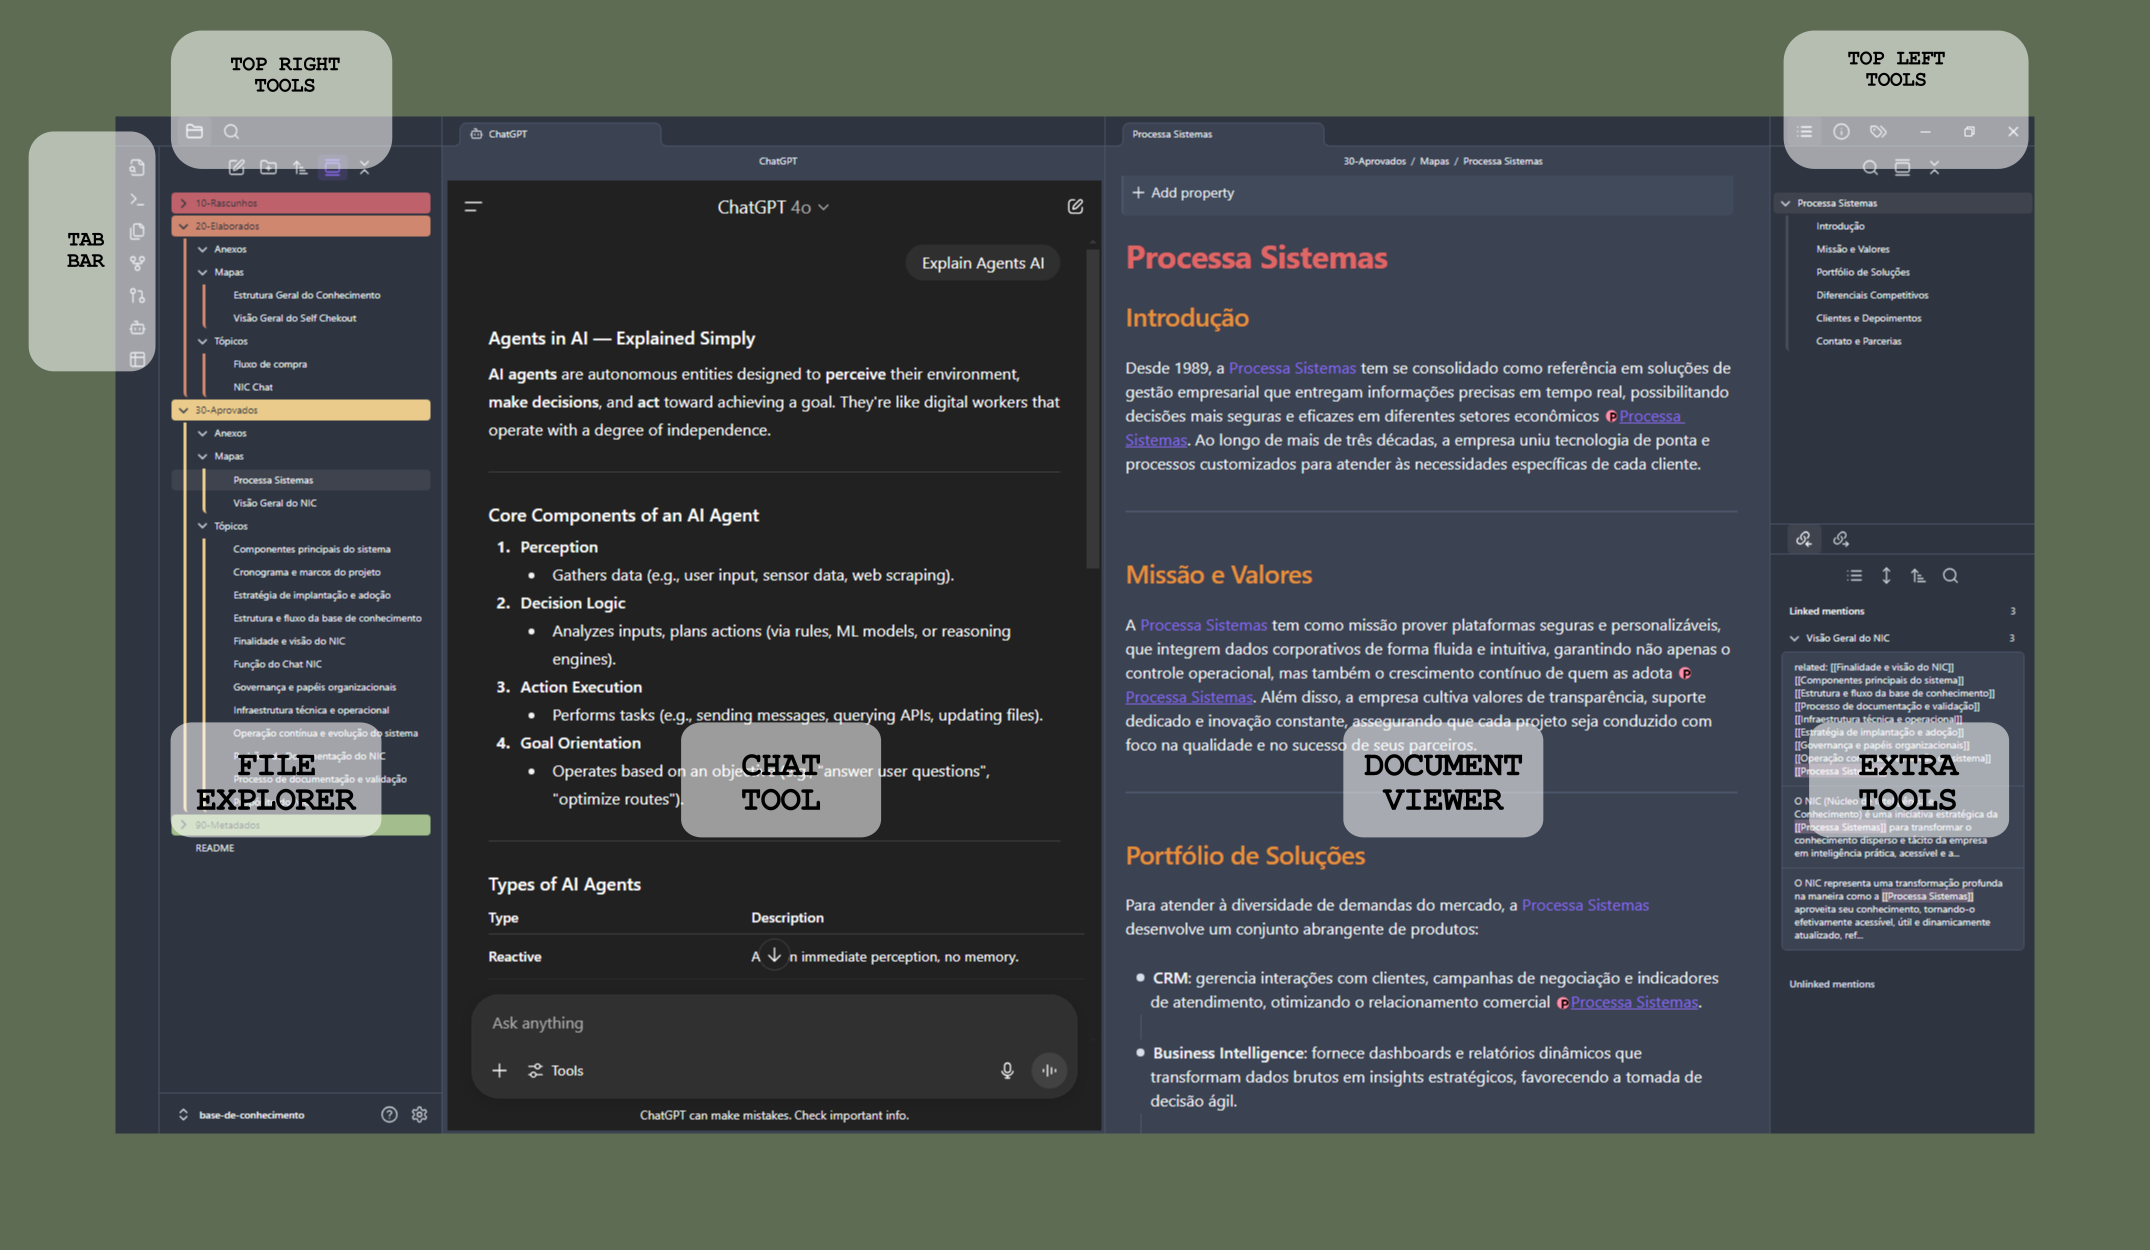 TOP RIGHT
TOOLS
TOP LEFT
TOOLS
TAB
BAR
10-Rascunhos
20-Elaborados
Anexos
Mapas
Estrutura Geral do Conhecimento
Visão Geral do Self Chekout
Tópicos
Fluxo de compra
NIC Chat
30-Aprovados
Anexos
Mapas
Processa Sistemas
Visão Geral do NIC
Tópicos
Componentes principais do sistema
Cronograma e marcos do projeto
Estratégia de implantação e adoção
Estrutura e fluxo da base de conhecimento
Finalidade e visão do NIC
Função do Chat NIC
Governança e papéis organizacionais
Infraestrutura técnica e operacional
Operação contínua e evolução do sistema
do NIC
Processo de documentação e validação
FILE
EXPLORER
90-Metadados
README
base-de-conhecimento
ChatGPT
ChatGPT
ChatGPT 4o
Explain Agents AI
Agents in AI — Explained Simply
AI agents are autonomous entities designed to perceive their environment,
make decisions, and act toward achieving a goal. They're like digital workers that
operate with a degree of independence.
Core Components of an AI Agent
1. Perception
Gathers data (e.g., user input, sensor data, web scraping).
2. Decision Logic
Analyzes inputs, plans actions (via rules, ML models, or reasoning
engines).
3. Action Execution
Performs tasks (e.g., sending messages, querying APIs, updating files).
4. Goal Orientation
Operates based on an "answer user questions",
"optimize routes").
CHAT
TOOL
Types of AI Agents
Type Description
Reactive n immediate perception, no memory.
Ask anything
Tools
ChatGPT can make mistakes. Check important info.
Processa Sistemas
30-Aprovados / Mapas / Processa Sistemas
Add property
Processa Sistemas
Introdução
Desde 1989, a Processa Sistemas tem se consolidado como referência em soluções de
gestão empresarial que entregam informações precisas em tempo real, possibilitando
decisões mais seguras e eficazes em diferentes setores econômicos Processa
Sistemas. Ao longo de mais de três décadas, a empresa uniu tecnologia de ponta e
processos customizados para atender às necessidades específicas de cada cliente.
Missão e Valores
A Processa Sistemas tem como missão prover plataformas seguras e personalizáveis,
que integrem dados corporativos de forma fluida e intuitiva, garantindo não apenas o
controle operacional, mas também o crescimento contínuo de quem as adota
Processa Sistemas. Além disso, a empresa cultiva valores de transparência, suporte
dedicado e inovação constante, assegurando que cada projeto seja conduzido com
foco na qualidade e no sucesso de seus parceiros.
DOCUMENT
VIEWER
Portfólio de Soluções
Para atender à diversidade de demandas do mercado, a Processa Sistemas
desenvolve um conjunto abrangente de produtos:
CRM: gerencia interações com clientes, campanhas de negociação e indicadores
de atendimento, otimizando o relacionamento comercial Processa Sistemas.
Business Intelligence: fornece dashboards e relatórios dinâmicos que
transformam dados brutos em insights estratégicos, favorecendo a tomada de
decisão ágil.
Processa Sistemas
Introdução
Missão e Valores
Portfólio de Soluções
Diferenciais Competitivos
Clientes e Depoimentos
Contato e Parcerias
Linked mentions 3
Visão Geral do NIC 3
related: [[Finalidade e visão do NIC]]
[[Componentes principais do sistema]]
[[Estrutura e fluxo da base de conhecimento]]
[[Processo de documentação e validação]]
[[Infraestrutura técnica e operacional]]
[[Estratégia de implantação e adoção]]
[[Governança e papéis organizacionais]]
[[Operação
EXTRA
TOOLS
O NIC (Núcleo
Conhecimento) é uma iniciativa estratégica da
[[Processa Sistemas]] para transformar o
conhecimento disperso e tácito da empresa
em inteligência prática, acessível e a...
O NIC representa uma transformação profunda
na maneira como a [[Processa Sistemas]]
aproveita seu conhecimento, tornando-o
efetivamente acessível, útil e dinamicamente
atualizado, ref...
Unlinked mentions